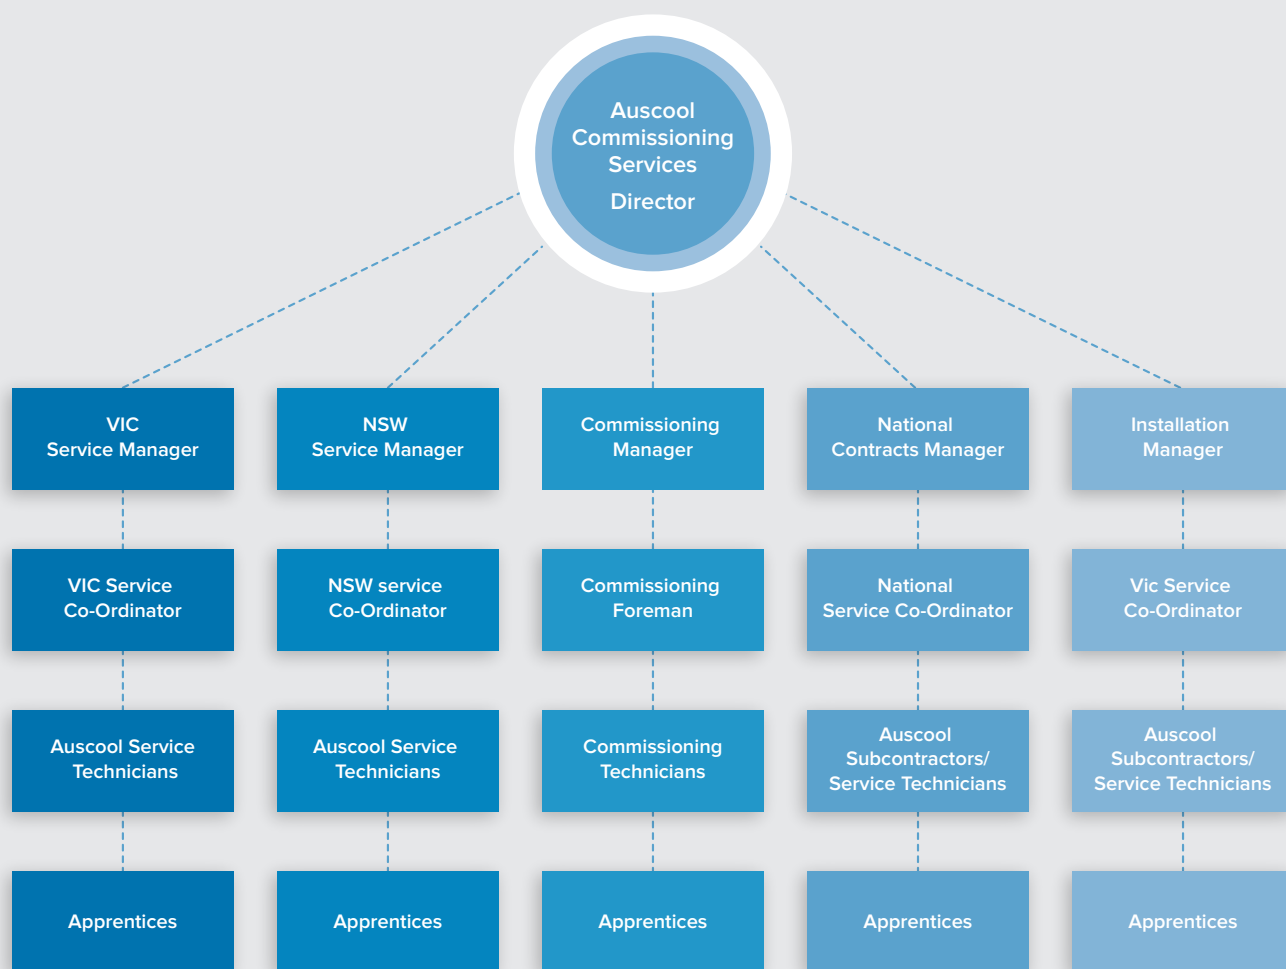 Auscool
Commissioning
Services
Director
VIC
Service Manager
NSW
Service Manager
Commissioning
Manager
National
Contracts Manager
Installation
Manager
VIC Service
Co-Ordinator
NSW service
Co-Ordinator
Commissioning
Foreman
National
Service Co-Ordinator
Vic Service
Co-Ordinator
Auscool Service
Technicians
Auscool Service
Technicians
Commissioning
Technicians
Auscool
Subcontractors/
Service Technicians
Auscool
Subcontractors/
Service Technicians
Apprentices
Apprentices
Apprentices
Apprentices
Apprentices